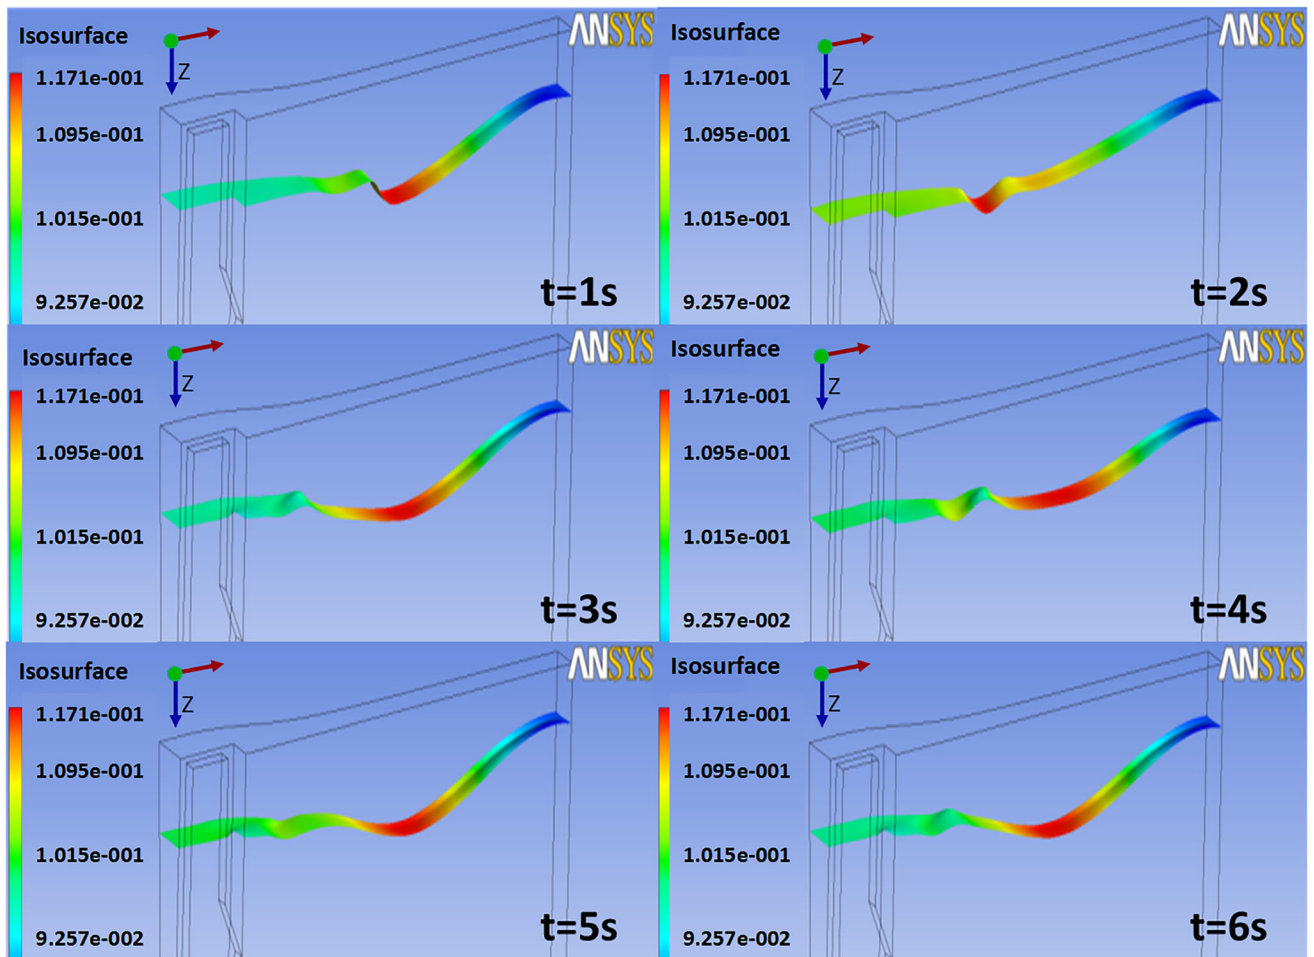 Isosurface
Z
ANSYS
1.171e-001
1.095e-001
1.015e-001
9.257e-002
t=1s
Isosurface
Z
ANSYS
1.171e-001
1.095e-001
1.015e-001
9.257e-002
t=2s
Isosurface
Z
ANSYS
1.171e-001
1.095e-001
1.015e-001
9.257e-002
t=3s
Isosurface
Z
ANSYS
1.171e-001
1.095e-001
1.015e-001
9.257e-002
t=4s
Isosurface
Z
ANSYS
1.171e-001
1.095e-001
1.015e-001
9.257e-002
t=5s
Isosurface
Z
ANSYS
1.171e-001
1.095e-001
1.015e-001
9.257e-002
t=6s